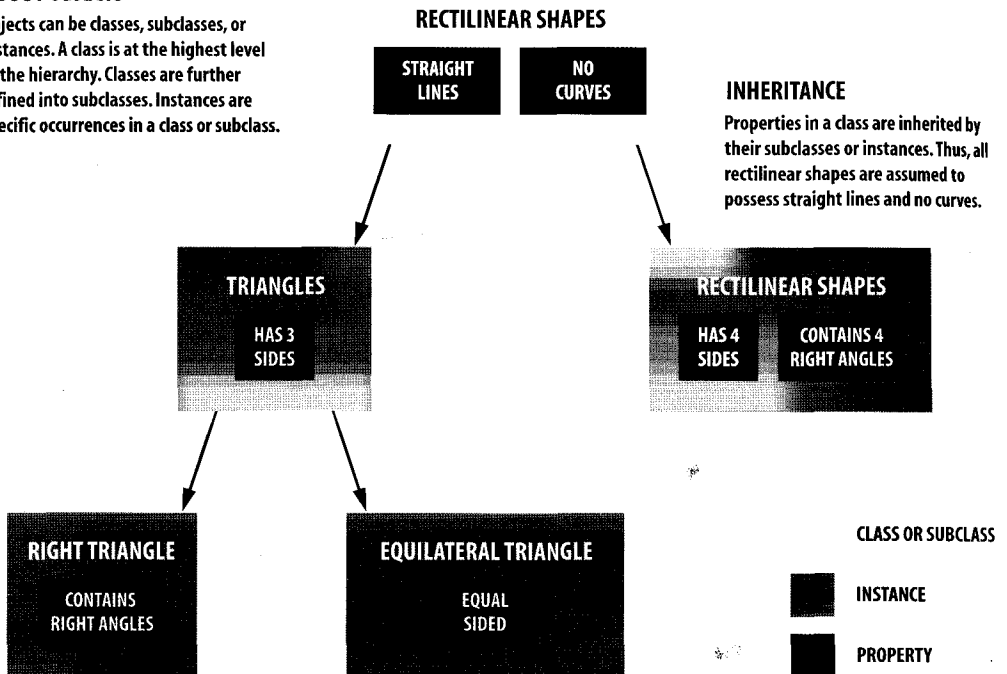 RECTILINEAR SHAPES
can be classes, subclasses, or
A class is at the highest level
the hierarchy. Classes are further
into subclasses. Instances are
occurrences in a class or subclass.
STRAIGHT
LINES
NO
CURVES
INHERITANCE
Properties in a class are inherited by
their subclasses or instances. Thus, all
rectilinear shapes are assumed to
possess straight lines and no curves.
TRIANGLES
HAS 3
SIDES
RECTILINEAR SHAPES
HAS 4
SIDES
CONTAINS 4
RIGHT ANGLES
RIGHT TRIANGLE
CONTAINS
RIGHT ANGLES
EQUILATERAL TRIANGLE
EQUAL
SIDED
CLASS OR SUBCLASS
INSTANCE
PROPERTY